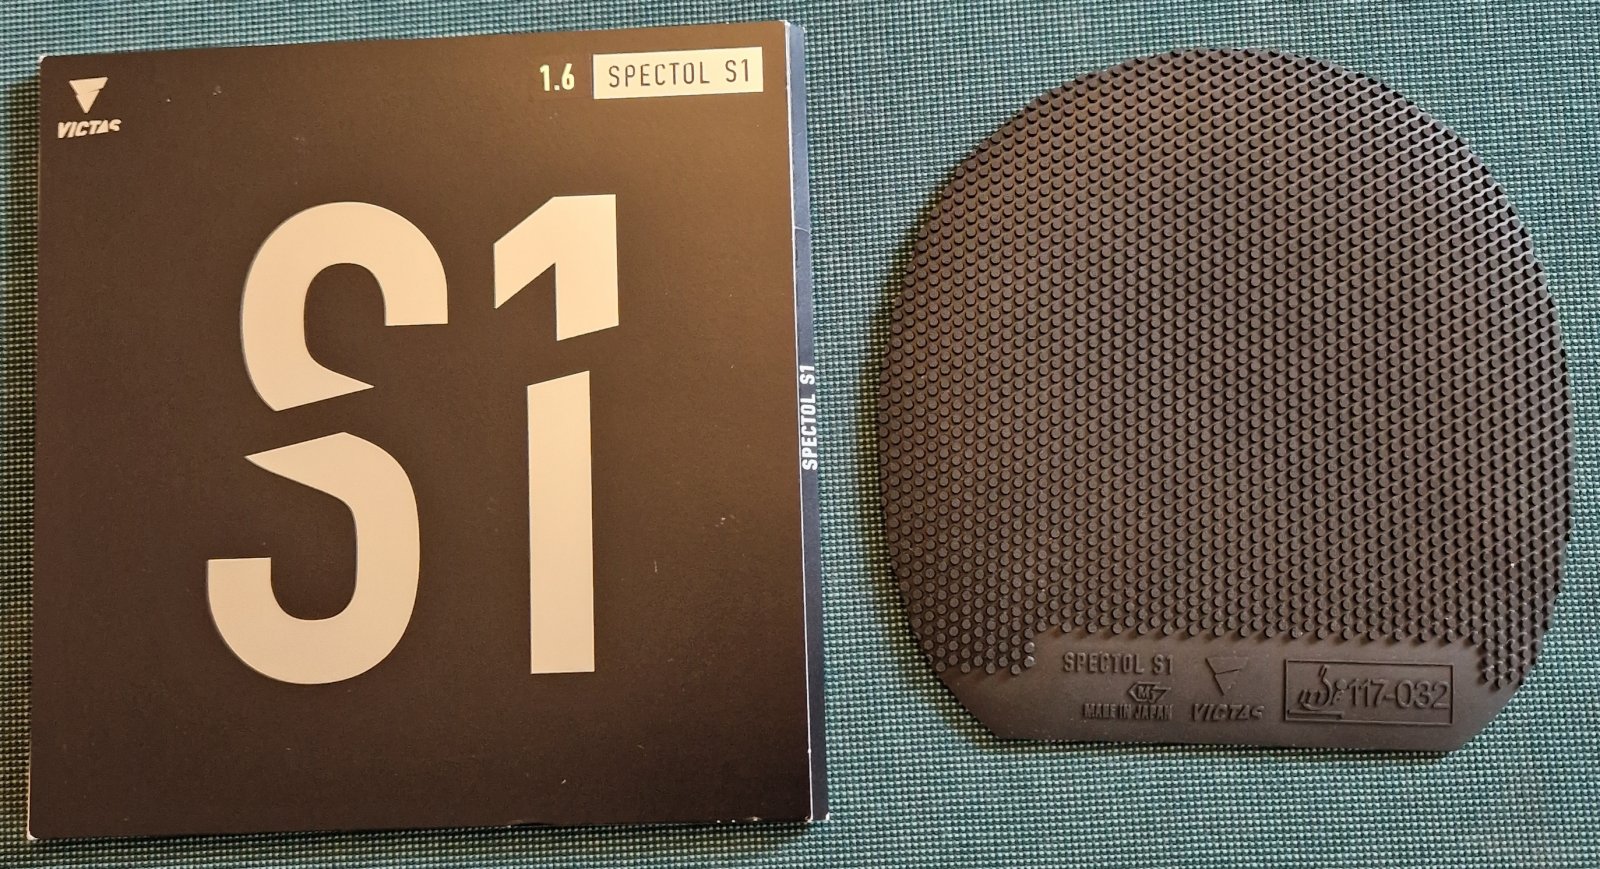 VICTAS
1.6 SPECTOL S1
S1
SPECTOL S1
SPECTOL S1
MADE IN JAPAN
VICTAS
117-032